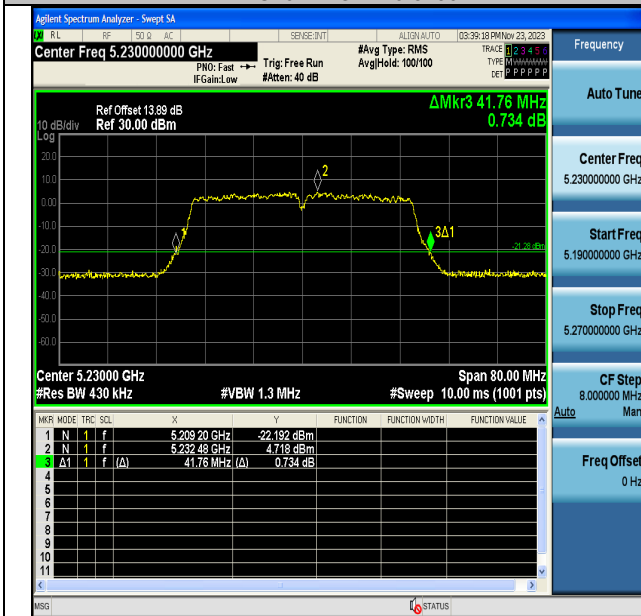 Agilent Spectrum Analyzer - Swept SA
RL RF 50 Ω AC SENSE:INT ALIGN AUTO 03:39:18 PM Nov 23, 2023
Center Freq 5.230000000 GHz
PNO: Fast
IFGain:Low
Trig: Free Run
#Atten: 40 dB
#Avg Type: RMS
Avg|Hold: 100/100
TRACE 1 2 3 4 5 6
TYPE M
DET P P P P P P
Frequency
Auto Tune
Center Freq
5.230000000 GHz
Start Freq
5.190000000 GHz
Stop Freq
5.270000000 GHz
CF Step
8.000000 MHz
Auto Man
Freq Offset
0 Hz
ΔMkr3 41.76 MHz
0.734 dB
Ref Offset 13.89 dB
10 dB/div Ref 30.00 dBm
Log
20.0
10.0
0.00
-10.0
-20.0
-30.0
-40.0
-50.0
-60.0
1
2
3Δ1
-21.28 dBm
Center 5.23000 GHz Span 80.00 MHz
#Res BW 430 kHz #VBW 1.3 MHz #Sweep 10.00 ms (1001 pts)
MKR MODE TRC SCL X Y FUNCTION FUNCTION WIDTH FUNCTION VALUE
1 N 1 f 5.209 20 GHz -22.192 dBm
2 N 1 f 5.232 48 GHz 4.718 dBm
3 Δ1 1 f (Δ) 41.76 MHz (Δ) 0.734 dB
4
5
6
7
8
9
10
11
MSG STATUS